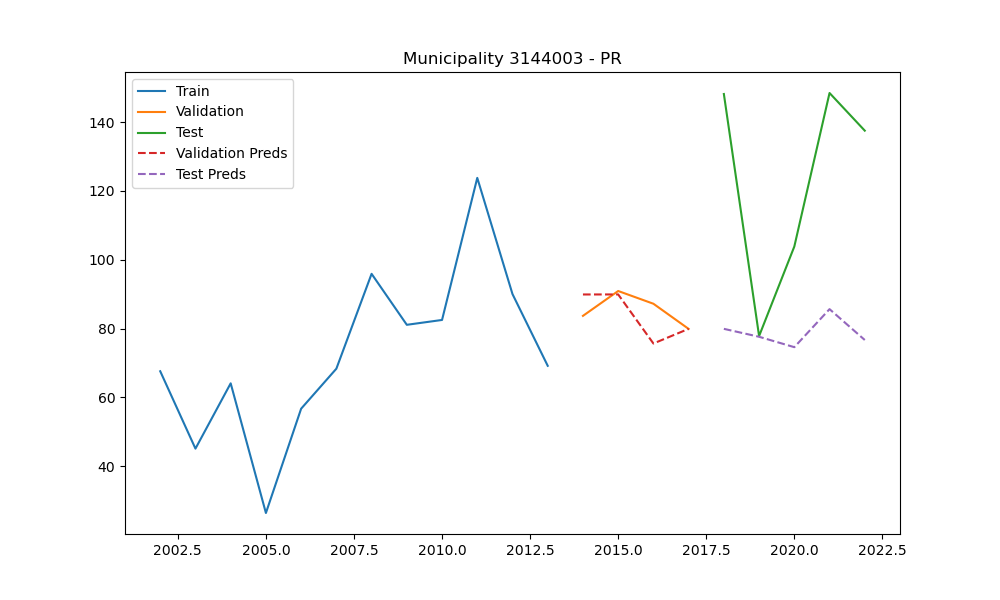 Municipality 3144003 - PR
Train
Validation
Test
Validation Preds
Test Preds
140
120
100
80
60
40
2002.5 2005.0 2007.5 2010.0 2012.5 2015.0 2017.5 2020.0 2022.5